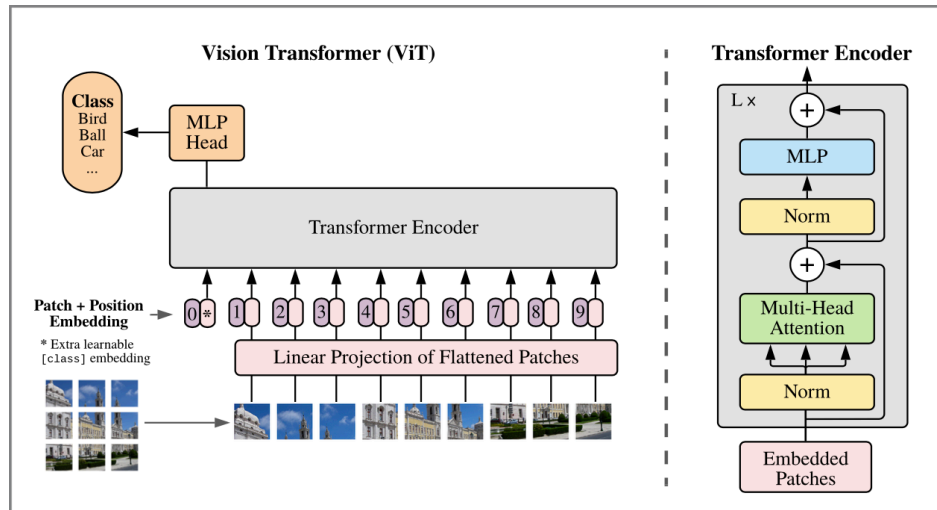 Vision Transformer (ViT)
Class
Bird
Ball
Car
...
MLP
Head
Transformer Encoder
Patch + Position
Embedding
0 * 1 2 3 4 5 6 7 8 9
* Extra learnable
[class] embedding
Linear Projection of Flattened Patches
Transformer Encoder
L ×
+
MLP
Norm
+
Multi-Head
Attention
Norm
Embedded
Patches